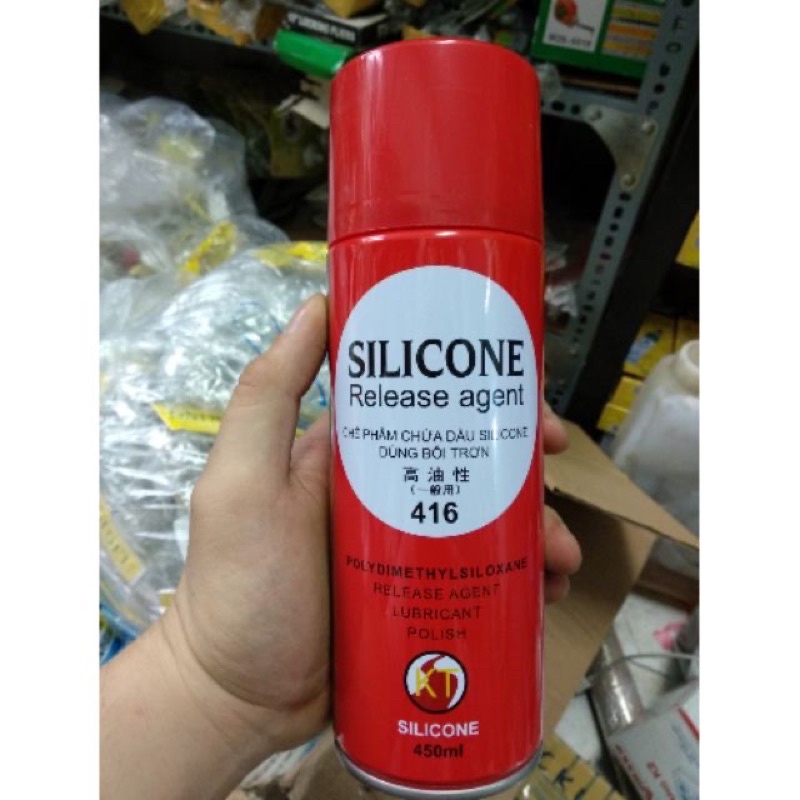 SILICONE
Release agent
CHẾ PHẨM CHỨA DẦU SILICONE
DÙNG BÔI TRƠN
高油性
(一般用)
416
POLYDIMETHYLSILOXANE
RELEASE AGENT
LUBRICANT
POLISH
KT
SILICONE
450ml